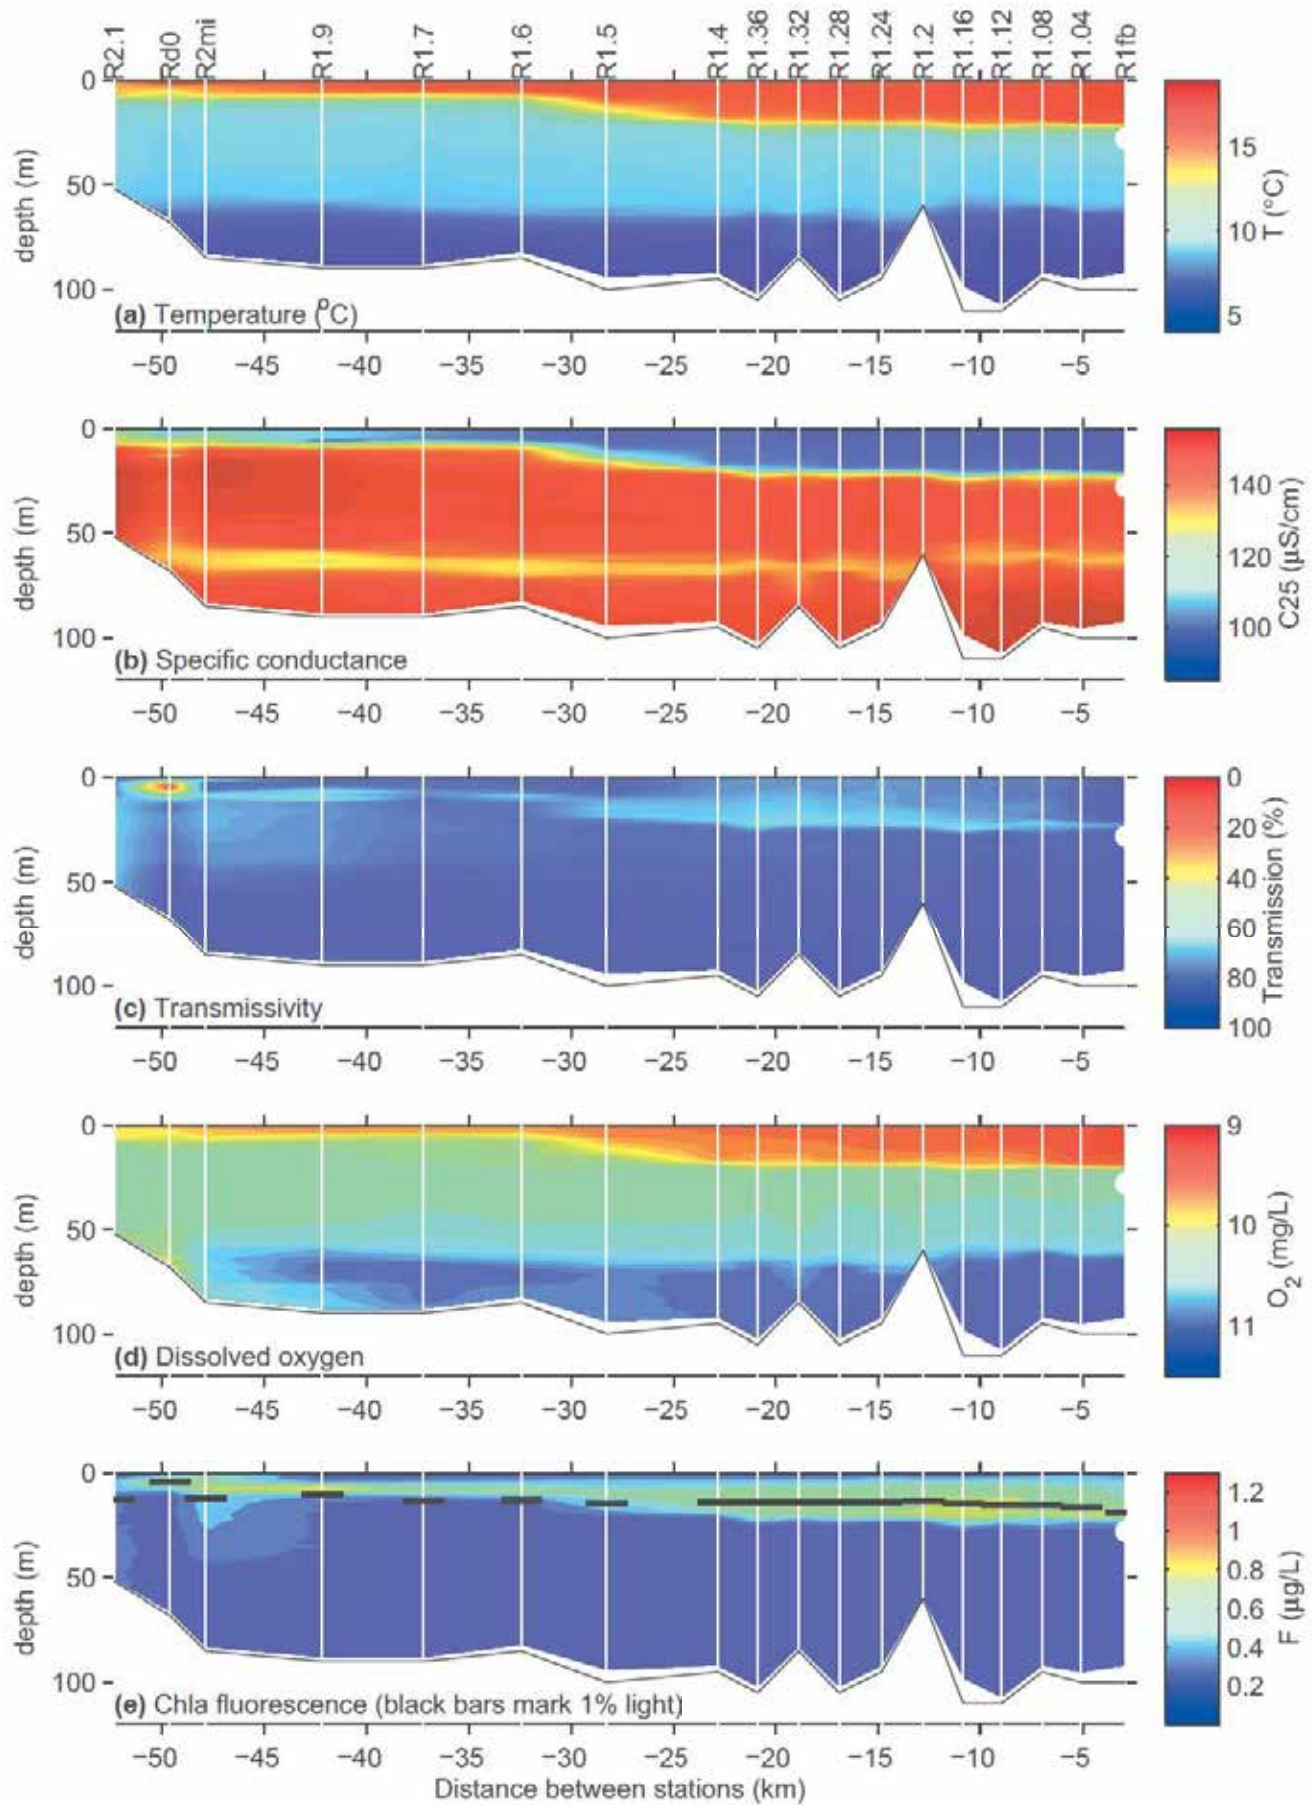 R2.1 Rd0 R2mi R1.9 R1.7 R1.6 R1.5 R1.4 R1.36 R1.32 R1.28 R1.24 R1.2 R1.16 R1.12 R1.08 R1.04 R1fb
0
50
100
depth (m)
(a) Temperature (°C)
−50 −45 −40 −35 −30 −25 −20 −15 −10 −5
15
10
5
T (°C)
0
50
100
depth (m)
(b) Specific conductance
−50 −45 −40 −35 −30 −25 −20 −15 −10 −5
140
120
100
C25 (µS/cm)
0
50
100
depth (m)
(c) Transmissivity
−50 −45 −40 −35 −30 −25 −20 −15 −10 −5
0
20
40
60
80
100
Transmission (%)
0
50
100
depth (m)
(d) Dissolved oxygen
−50 −45 −40 −35 −30 −25 −20 −15 −10 −5
9
10
11
O2 (mg/L)
0
50
100
depth (m)
(e) Chla fluorescence (black bars mark 1% light)
−50 −45 −40 −35 −30 −25 −20 −15 −10 −5
1.2
1
0.8
0.6
0.4
0.2
F (µg/L)
Distance between stations (km)